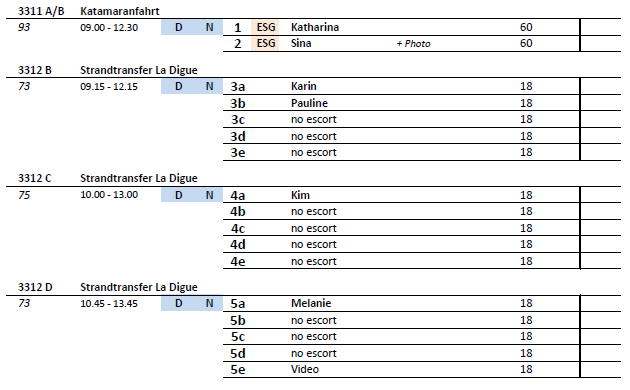 3311 A/B Katamaranfahrt
93 09.00 - 12.30 D N 1 ESG Katharina 60
2 ESG Sina + Photo 60
3312 B Strandtransfer La Digue
73 09.15 - 12.15 D N 3a Karin 18
3b Pauline 18
3c no escort 18
3d no escort 18
3e no escort 18
3312 C Strandtransfer La Digue
75 10.00 - 13.00 D N 4a Kim 18
4b no escort 18
4c no escort 18
4d no escort 18
4e no escort 18
3312 D Strandtransfer La Digue
73 10.45 - 13.45 D N 5a Melanie 18
5b no escort 18
5c no escort 18
5d no escort 18
5e Video 18